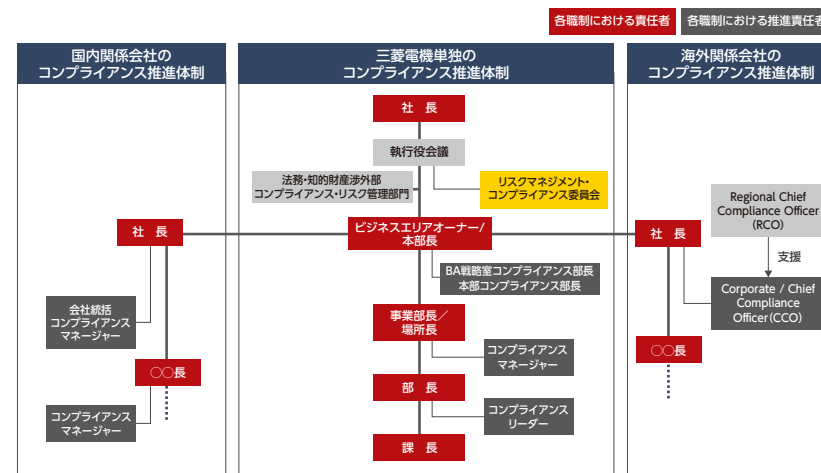 各職制における責任者
各職制における推進責任者
国内関係会社の
コンプライアンス推進体制
三菱電機単独の
コンプライアンス推進体制
海外関係会社の
コンプライアンス推進体制
社 長
執行役会議
法務・知的財産渉外部
コンプライアンス・リスク管理部門
リスクマネジメント・
コンプライアンス委員会
Regional Chief
Compliance Officer
(RCO)
社 長
ビジネスエリアオーナー/
本部長
社 長
支援
BA戦略室コンプライアンス部長
本部コンプライアンス部長
Corporate / Chief
Compliance
Officer(CCO)
会社統括
コンプライアンス
マネージャー
事業部長／
場所長
〇〇長
コンプライアンス
マネージャー
〇〇長
部 長
コンプライアンス
マネージャー
コンプライアンス
リーダー
課 長